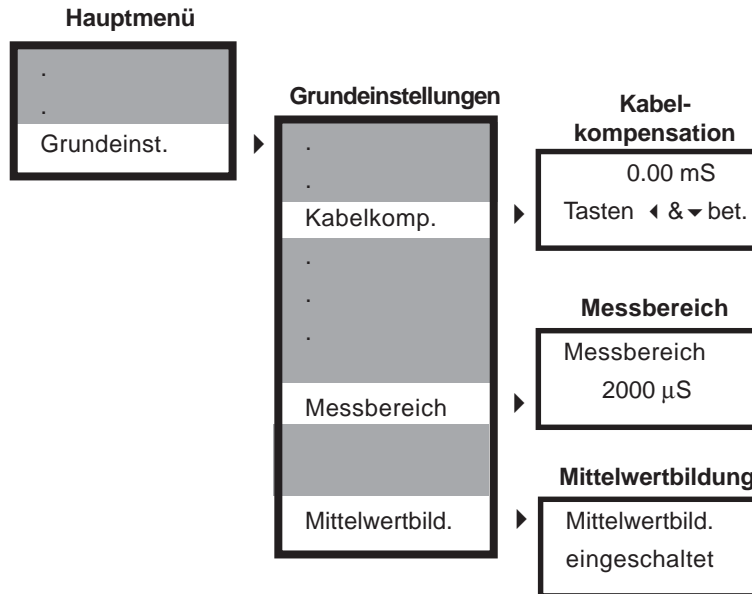 Hauptmenü
.
.
Grundeinst.
Grundeinstellungen
.
.
Kabelkomp.
.
.
.
Messbereich
Mittelwertbild.
Kabel-
kompensation
0.00 mS
Tasten ◂ & ▾ bet.
Messbereich
Messbereich
2000 μS
Mittelwertbildung
Mittelwertbild.
eingeschaltet